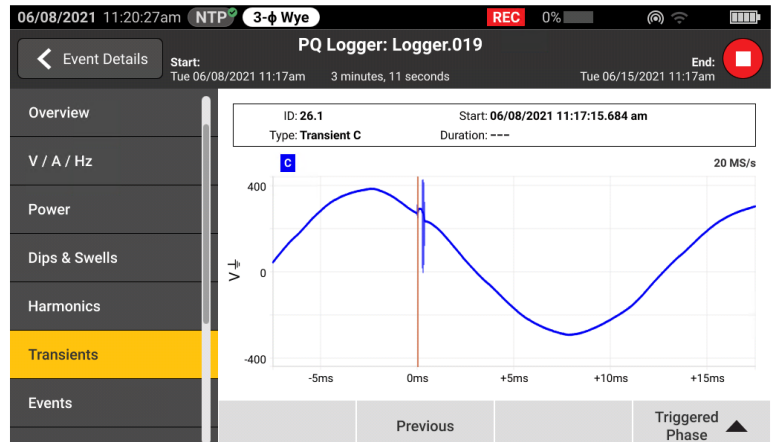 06/08/2021 11:20:27am NTP 3-ϕ Wye REC 0%
Event Details
PQ Logger: Logger.019
Start: End:
Tue 06/08/2021 11:17am 3 minutes, 11 seconds Tue 06/15/2021 11:17am
Overview
V / A / Hz
Power
Dips & Swells
Harmonics
Transients
Events
ID: 26.1 Start: 06/08/2021 11:17:15.684 am
Type: Transient C Duration: ---
C 20 MS/s
400
0
-400
V
-5ms 0ms +5ms +10ms +15ms
Previous
Triggered
Phase